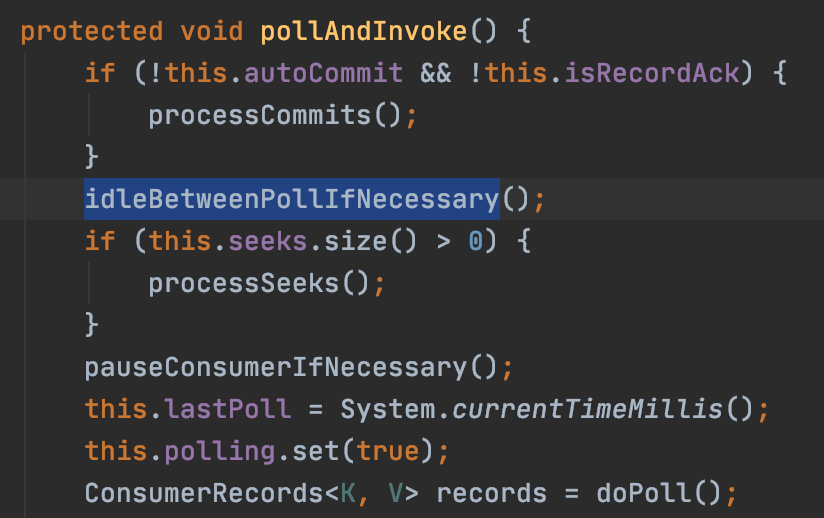 protected void pollAndInvoke() {
if (!this.autoCommit && !this.isRecordAck) {
processCommits();
}
idleBetweenPollIfNecessary();
if (this.seeks.size() > 0) {
processSeeks();
}
pauseConsumerIfNecessary();
this.lastPoll = System.currentTimeMillis();
this.polling.set(true);
ConsumerRecords<K, V> records = doPoll();